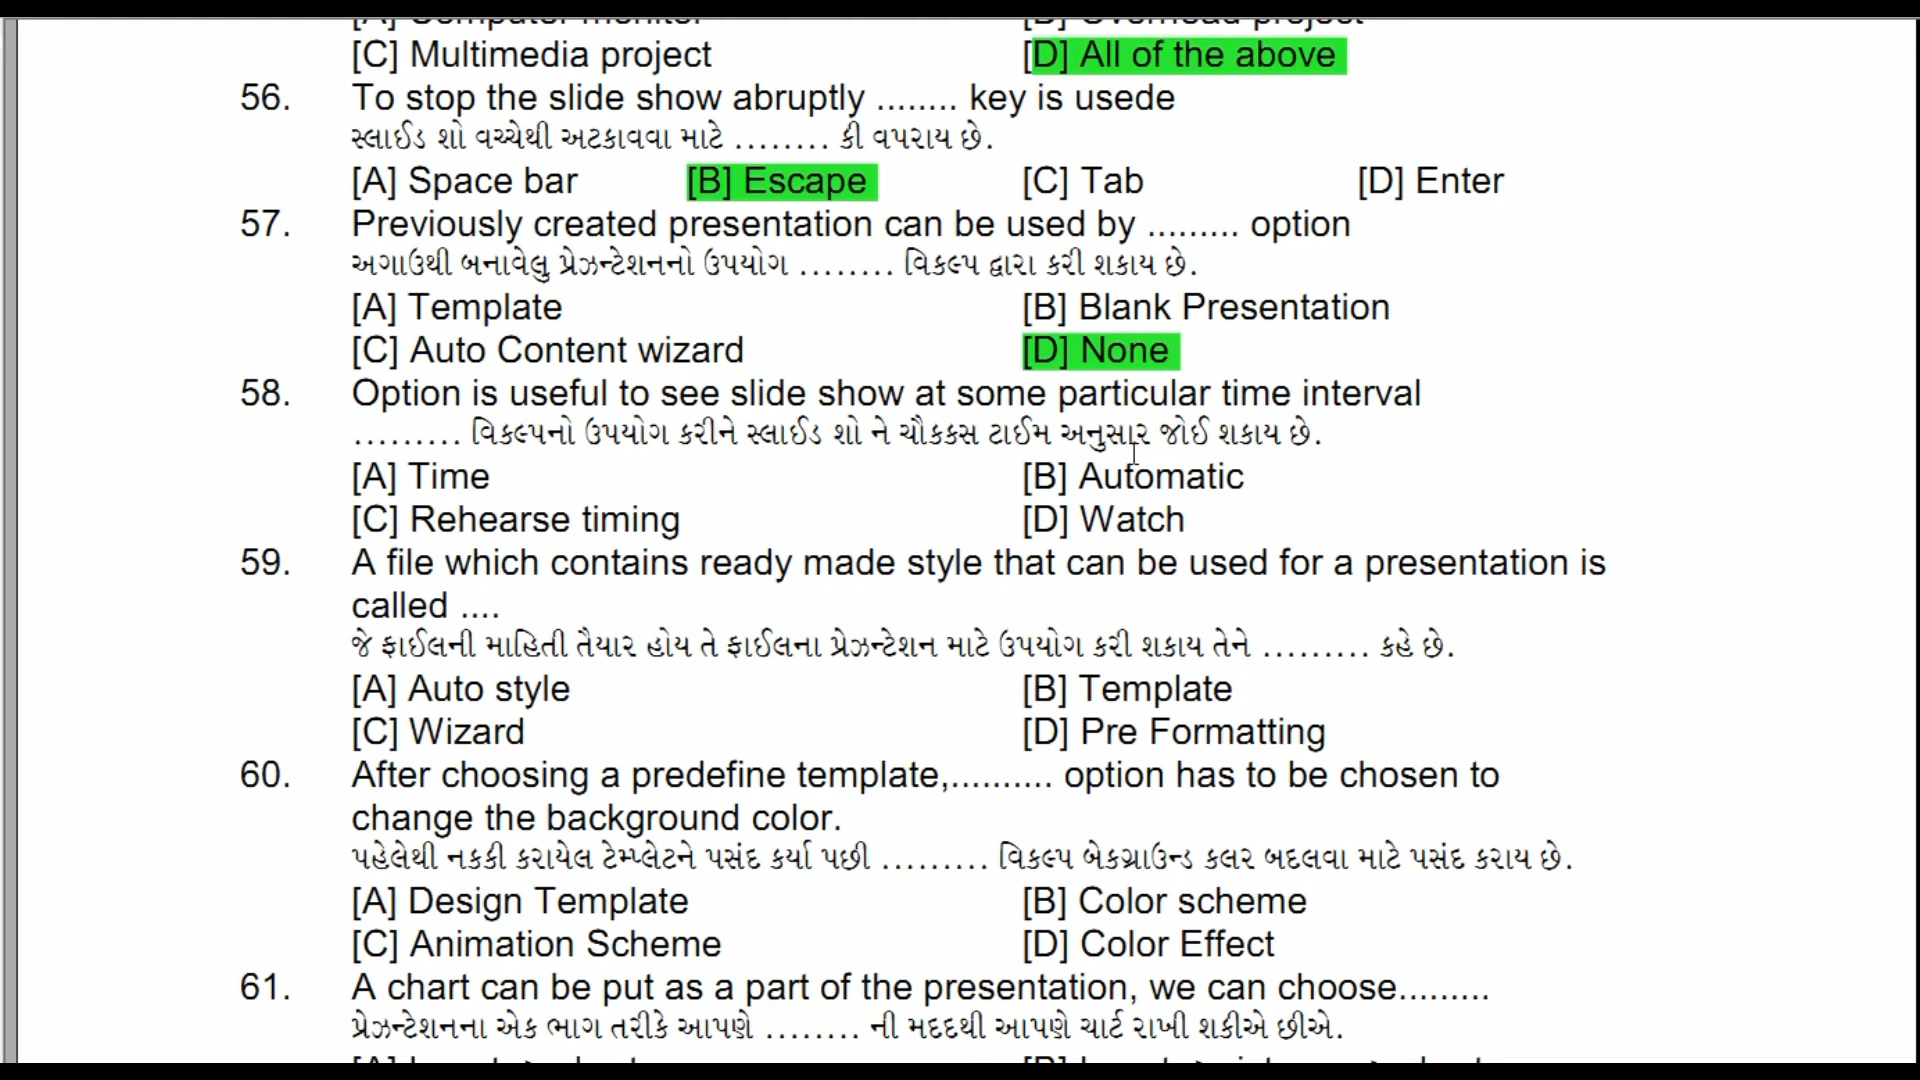 [A] Computer monitor [B] Overhead project
[C] Multimedia project [D] All of the above
56. To stop the slide show abruptly ........ key is usede
સ્લાઈડ શો વચ્ચેથી અટકાવવા માટે ........ કી વપરાય છે.
[A] Space bar [B] Escape [C] Tab [D] Enter
57. Previously created presentation can be used by ......... option
અગાઉથી બનાવેલુ પ્રેઝન્ટેશનનો ઉપયોગ ........ વિકલ્પ દ્વારા કરી શકાય છે.
[A] Template [B] Blank Presentation
[C] Auto Content wizard [D] None
58. Option is useful to see slide show at some particular time interval
......... વિકલ્પનો ઉપયોગ કરીને સ્લાઈડ શો ને ચૌકકસ ટાઈમ અનુસાર જોઈ શકાય છે.
[A] Time [B] Automatic
[C] Rehearse timing [D] Watch
59. A file which contains ready made style that can be used for a presentation is
called ....
જે ફાઈલની માહિતી તૈયાર હોય તે ફાઈલના પ્રેઝન્ટેશન માટે ઉપયોગ કરી શકાય તેને ......... કહે છે.
[A] Auto style [B] Template
[C] Wizard [D] Pre Formatting
60. After choosing a predefine template,.......... option has to be chosen to
change the background color.
પહેલેથી નકકી કરાયેલ ટેમ્પ્લેટને પસંદ કર્યા પછી ......... વિકલ્પ બેકગ્રાઉન્ડ કલર બદલવા માટે પસંદ કરાય છે.
[A] Design Template [B] Color scheme
[C] Animation Scheme [D] Color Effect
61. A chart can be put as a part of the presentation, we can choose.........
પ્રેઝન્ટેશનના એક ભાગ તરીકે આપણે ........ ની મદદથી આપણે ચાર્ટ રાખી શકીએ છીએ.